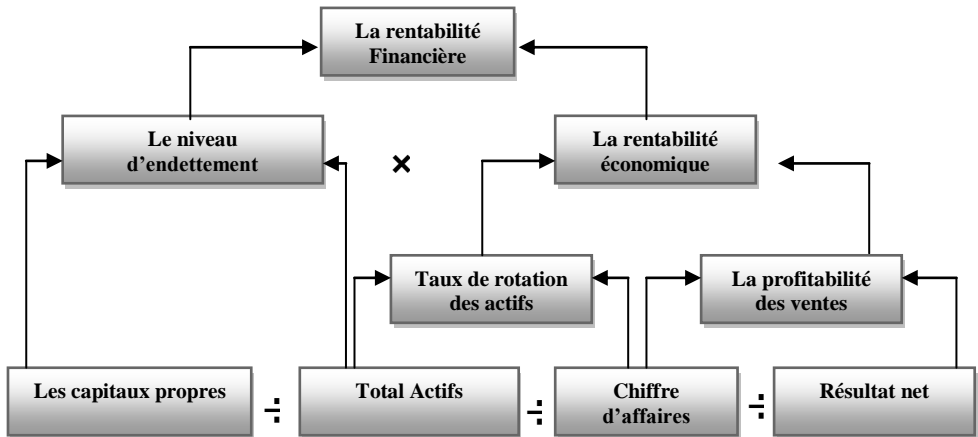 La rentabilité
Financière
Le niveau
d'endettement
×
La rentabilité
économique
Taux de rotation
des actifs
La profitabilité
des ventes
Les capitaux propres
÷
Total Actifs
÷
Chiffre
d'affaires
÷
Résultat net